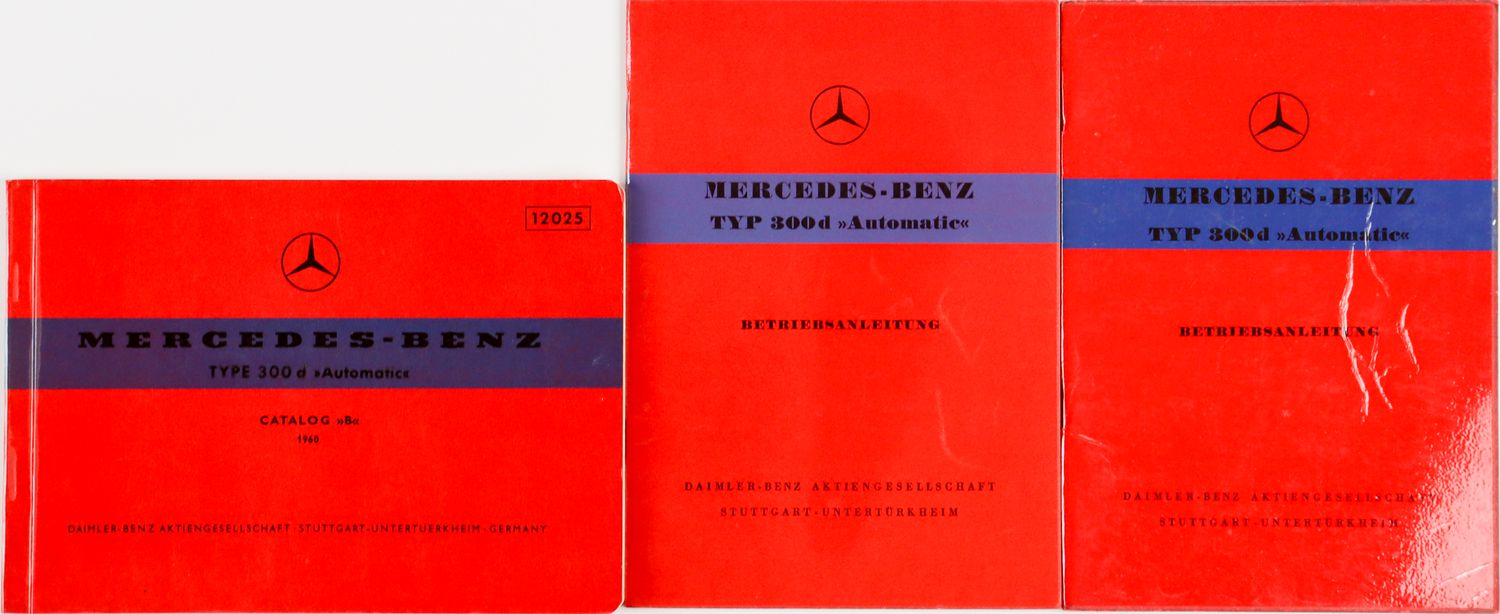 12025
MERCEDES-BENZ
TYPE 300 d »Automatic«
CATALOG »B«
1960
DAIMLER-BENZ AKTIENGESELLSCHAFT · STUTTGART-UNTERTUERKHEIM · GERMANY
MERCEDES-BENZ
TYP 300d »Automatic«
BETRIEBSANLEITUNG
DAIMLER-BENZ AKTIENGESELLSCHAFT
STUTTGART-UNTERTÜRKHEIM
MERCEDES-BENZ
TYP 300d »Automatic«
BETRIEBSANLEITUNG
DAIMLER-BENZ AKTIENGESELLSCHAFT
STUTTGART-UNTERTÜRKHEIM